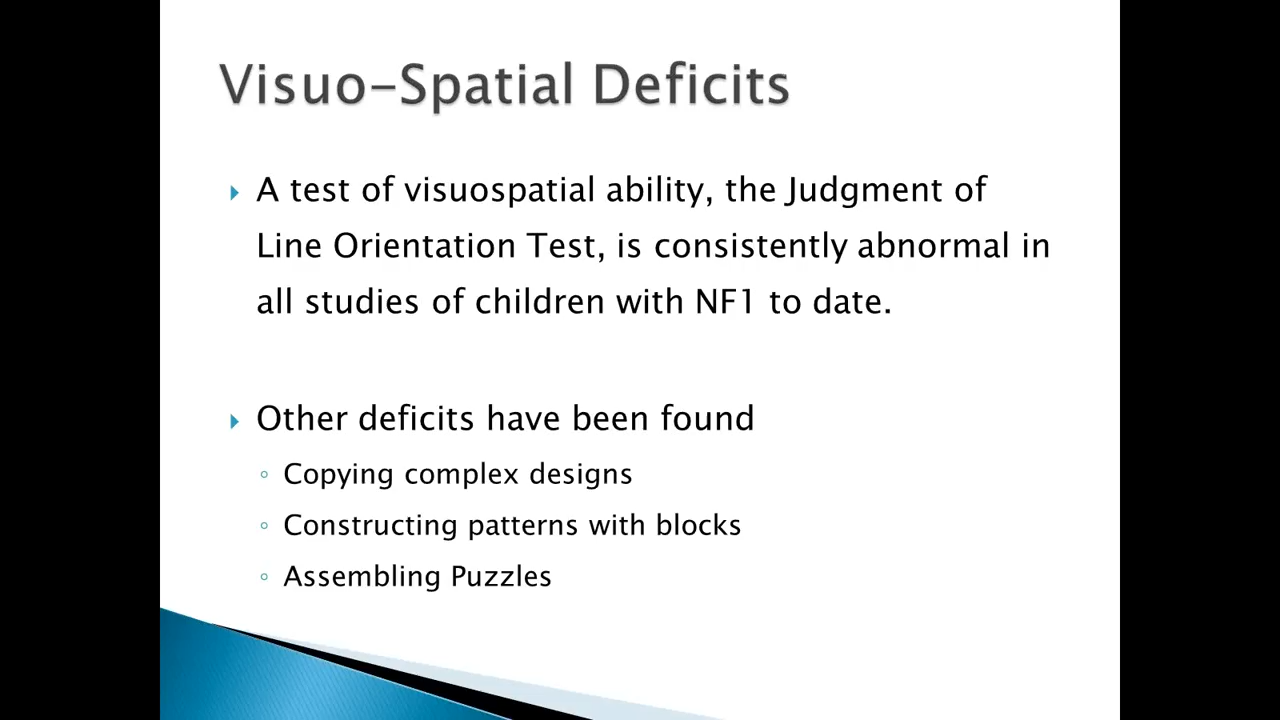 Visuo-Spatial Deficits
A test of visuospatial ability, the Judgment of
Line Orientation Test, is consistently abnormal in
all studies of children with NF1 to date.
Other deficits have been found
Copying complex designs
Constructing patterns with blocks
Assembling Puzzles